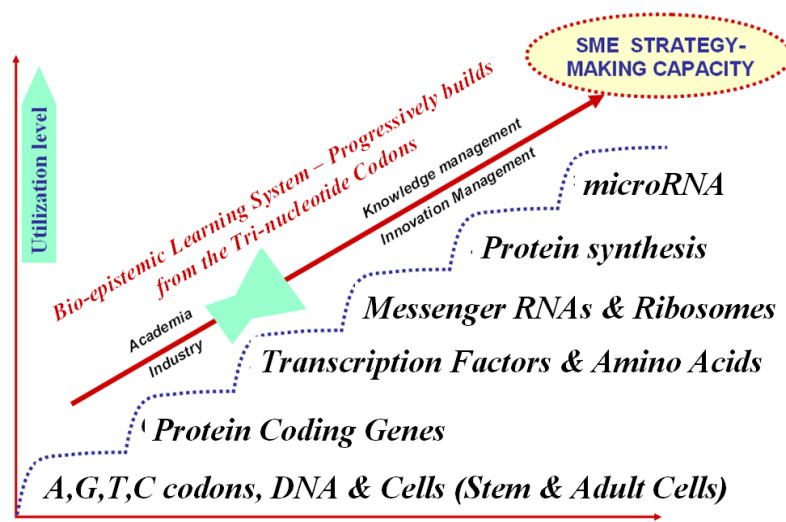 SME STRATEGY-
MAKING CAPACITY
Utilization level
Bio-epistemic Learning System – Progressively builds
from the Tri-nucleotide Codons
Knowledge management
Innovation Management
Academia
Industry
microRNA
Protein synthesis
Messenger RNAs & Ribosomes
Transcription Factors & Amino Acids
Protein Coding Genes
A,G,T,C codons, DNA & Cells (Stem & Adult Cells)